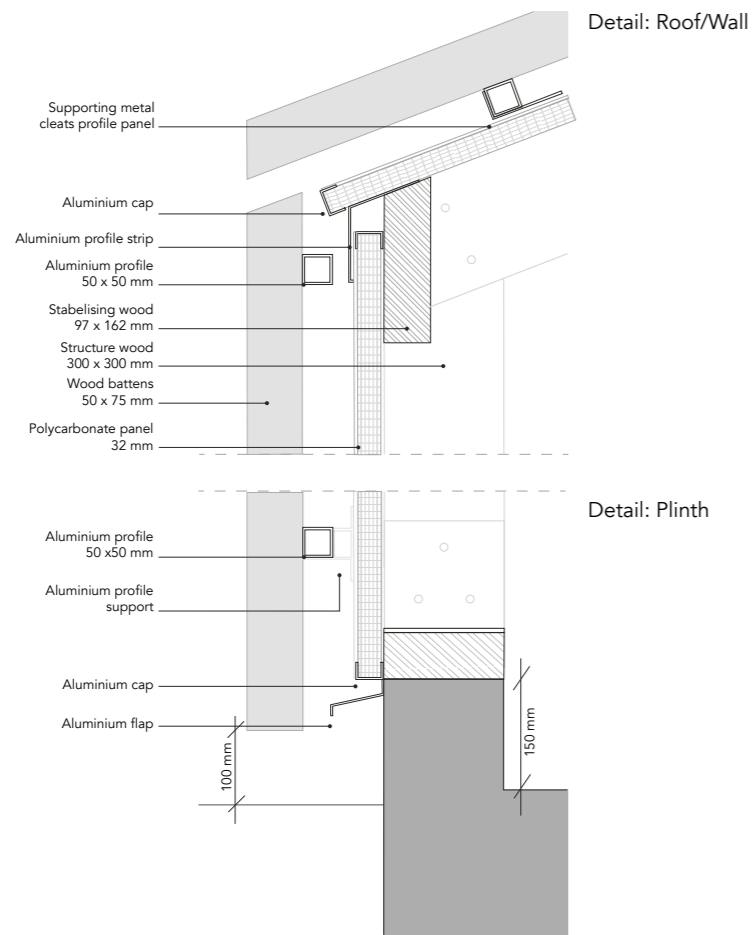 Detail: Roof/Wall
Supporting metal
cleats profile panel
Aluminium cap
Aluminium profile strip
Aluminium profile
50 x 50 mm
Stabelising wood
97 x 162 mm
Structure wood
300 x 300 mm
Wood battens
50 x 75 mm
Polycarbonate panel
32 mm
Detail: Plinth
Aluminium profile
50 x50 mm
Aluminium profile
support
Aluminium cap
Aluminium flap
100 mm
150 mm